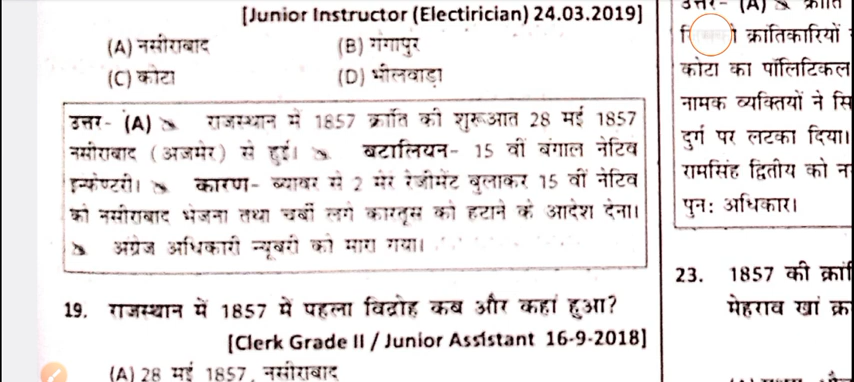 [Junior Instructor (Electirician) 24.03.2019]
(A) नसीराबाद (B) गंगापुर
(C) कोटा (D) भीलवाड़ा
उत्तर- (A) राजस्थान में 1857 क्रांति की शुरूआत 28 मई 1857
नसीराबाद (अजमेर) से हुई। बटालियन- 15 वीं बंगाल नेटिव
इन्फेण्टरी। कारण- ब्यावर से 2 मेर रेजीमेंट बुलाकर 15 वीं नेटिव
को नसीराबाद भेजना तथा चर्बी लगे कारतूस को हटाने के आदेश देना।
अंग्रेज अधिकारी न्यूबरी को मारा गया।
19. राजस्थान में 1857 में पहला विद्रोह कब और कहां हुआ?
[Clerk Grade II / Junior Assistant 16-9-2018]
(A) 28 मई 1857, नसीराबाद
उत्तर- (A)
क्रांतिकारियों
कोटा का पॉलिटिकल
नामक व्यक्तियों ने
दुर्ग पर लटका दिया।
रामसिंह द्वितीय को
पुनः अधिकार।
23. 1857 की
मेहराव खां